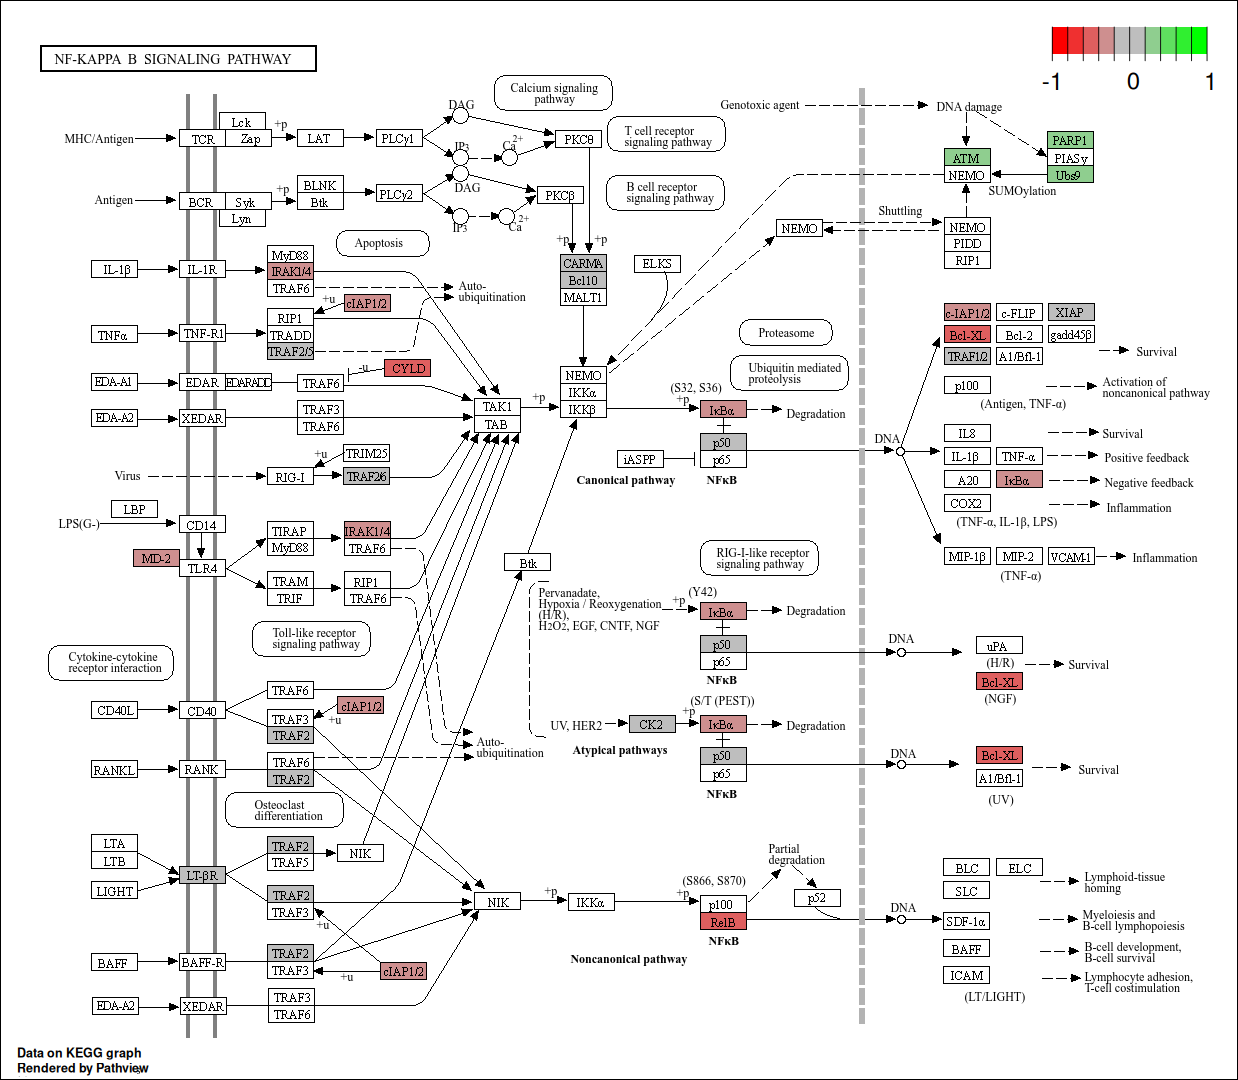 NF-KAPPA B SIGNALING PATHWAY
-1 0 1
Calcium signaling
pathway
Genotoxic agent
DNA damage
DAG
Lck
+p
MHC/Antigen
TCR
Zap
LAT
PLCγ1
PKCθ
T cell receptor
signaling pathway
PARP1
IP3
Ca2+
ATM
PIASy
DAG
NEMO
Ubs9
SUMOylation
BLNK
+p
Antigen
BCR
Syk
Btk
PLCγ2
PKCβ
B cell receptor
signaling pathway
Lyn
IP3
Ca2+
Shuttling
NEMO
NEMO
PIDD
RIP1
Apoptosis
+p
+p
MyD88
IL-1β
IL-1R
IRAK1/4
TRAF6
CARMA
Bcl10
MALT1
ELKS
Auto-
ubiquitination
+u
cIAP1/2
RIP1
TNFα
TNF-R1
TRADD
TRAF2/5
Proteasome
c-IAP1/2
c-FLIP
XIAP
Bcl-XL
Bcl-2
gadd45β
TRAF1/2
A1/Bfl-1
Survival
-u
CYLD
EDA-A1
EDAR
EDARADD
TRAF6
NEMO
IKKα
IKKβ
Ubiquitin mediated
proteolysis
p100
Activation of
noncanonical pathway
(Antigen, TNF-α)
(S32, S36)
+p
+p
IκBα
Degradation
TAK1
TAB
EDA-A2
XEDAR
TRAF3
TRAF6
p50
p65
NFκB
iASPP
Canonical pathway
DNA
IL8
Survival
IL-1β
TNF-α
Positive feedback
A20
IκBα
Negative feedback
COX2
Inflammation
(TNF-α, IL-1β, LPS)
+u
TRIM25
Virus
RIG-I
TRAF2/6
LBP
LPS(G-)
CD14
MD-2
TLR4
TIRAP
MyD88
IRAK1/4
TRAF6
TRAM
TRIF
RIP1
TRAF6
Btk
RIG-I-like receptor
signaling pathway
MIP-1β
MIP-2
VCAM-1
Inflammation
(TNF-α)
Pervanadate,
Hypoxia / Reoxygenation
(H/R),
H2O2, EGF, CNTF, NGF
+p
(Y42)
IκBα
Degradation
p50
p65
NFκB
DNA
uPA
(H/R)
Survival
Bcl-XL
(NGF)
Toll-like receptor
signaling pathway
Cytokine-cytokine
receptor interaction
TRAF6
cIAP1/2
+u
CD40L
CD40
TRAF3
TRAF2
(S/T (PEST))
UV, HER2
CK2
+p
IκBα
Degradation
Atypical pathways
p50
p65
NFκB
DNA
Bcl-XL
A1/Bfl-1
Survival
(UV)
Auto-
ubiquitination
RANKL
RANK
TRAF6
TRAF2
Osteoclast
differentiation
LTA
LTB
LIGHT
LT-βR
TRAF2
TRAF5
NIK
TRAF2
TRAF3
+u
NIK
+p
IKKα
+p
(S866, S870)
p100
RelB
NFκB
Partial
degradation
p52
DNA
BLC
ELC
SLC
Lymphoid-tissue
homing
SDF-1α
Myeloiesis and
B-cell lymphopoiesis
BAFF
B-cell development,
B-cell survival
ICAM
Lymphocyte adhesion,
T-cell costimulation
(LT/LIGHT)
BAFF
BAFF-R
TRAF2
TRAF3
+u
cIAP1/2
Noncanonical pathway
EDA-A2
XEDAR
TRAF3
TRAF6
Data on KEGG graph
Rendered by Pathview